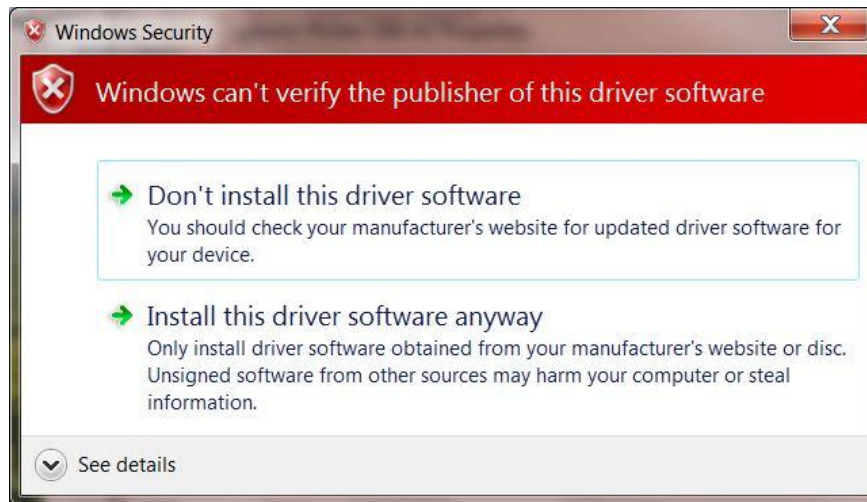 Windows Security
Windows can't verify the publisher of this driver software
Don't install this driver software
You should check your manufacturer's website for updated driver software for
your device.
Install this driver software anyway
Only install driver software obtained from your manufacturer's website or disc.
Unsigned software from other sources may harm your computer or steal
information.
See details